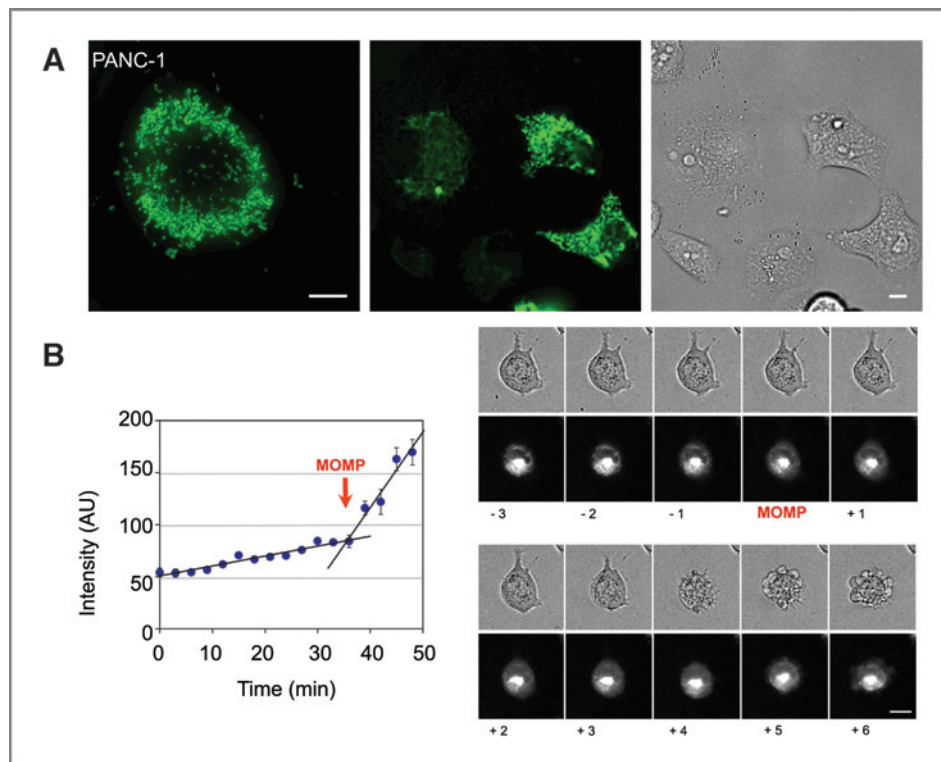 A
PANC-1
B
200
150
100
50
0
Intensity (AU)
MOMP
0 10 20 30 40 50
Time (min)
- 3 - 2 - 1 MOMP + 1
+ 2 + 3 + 4 + 5 + 6